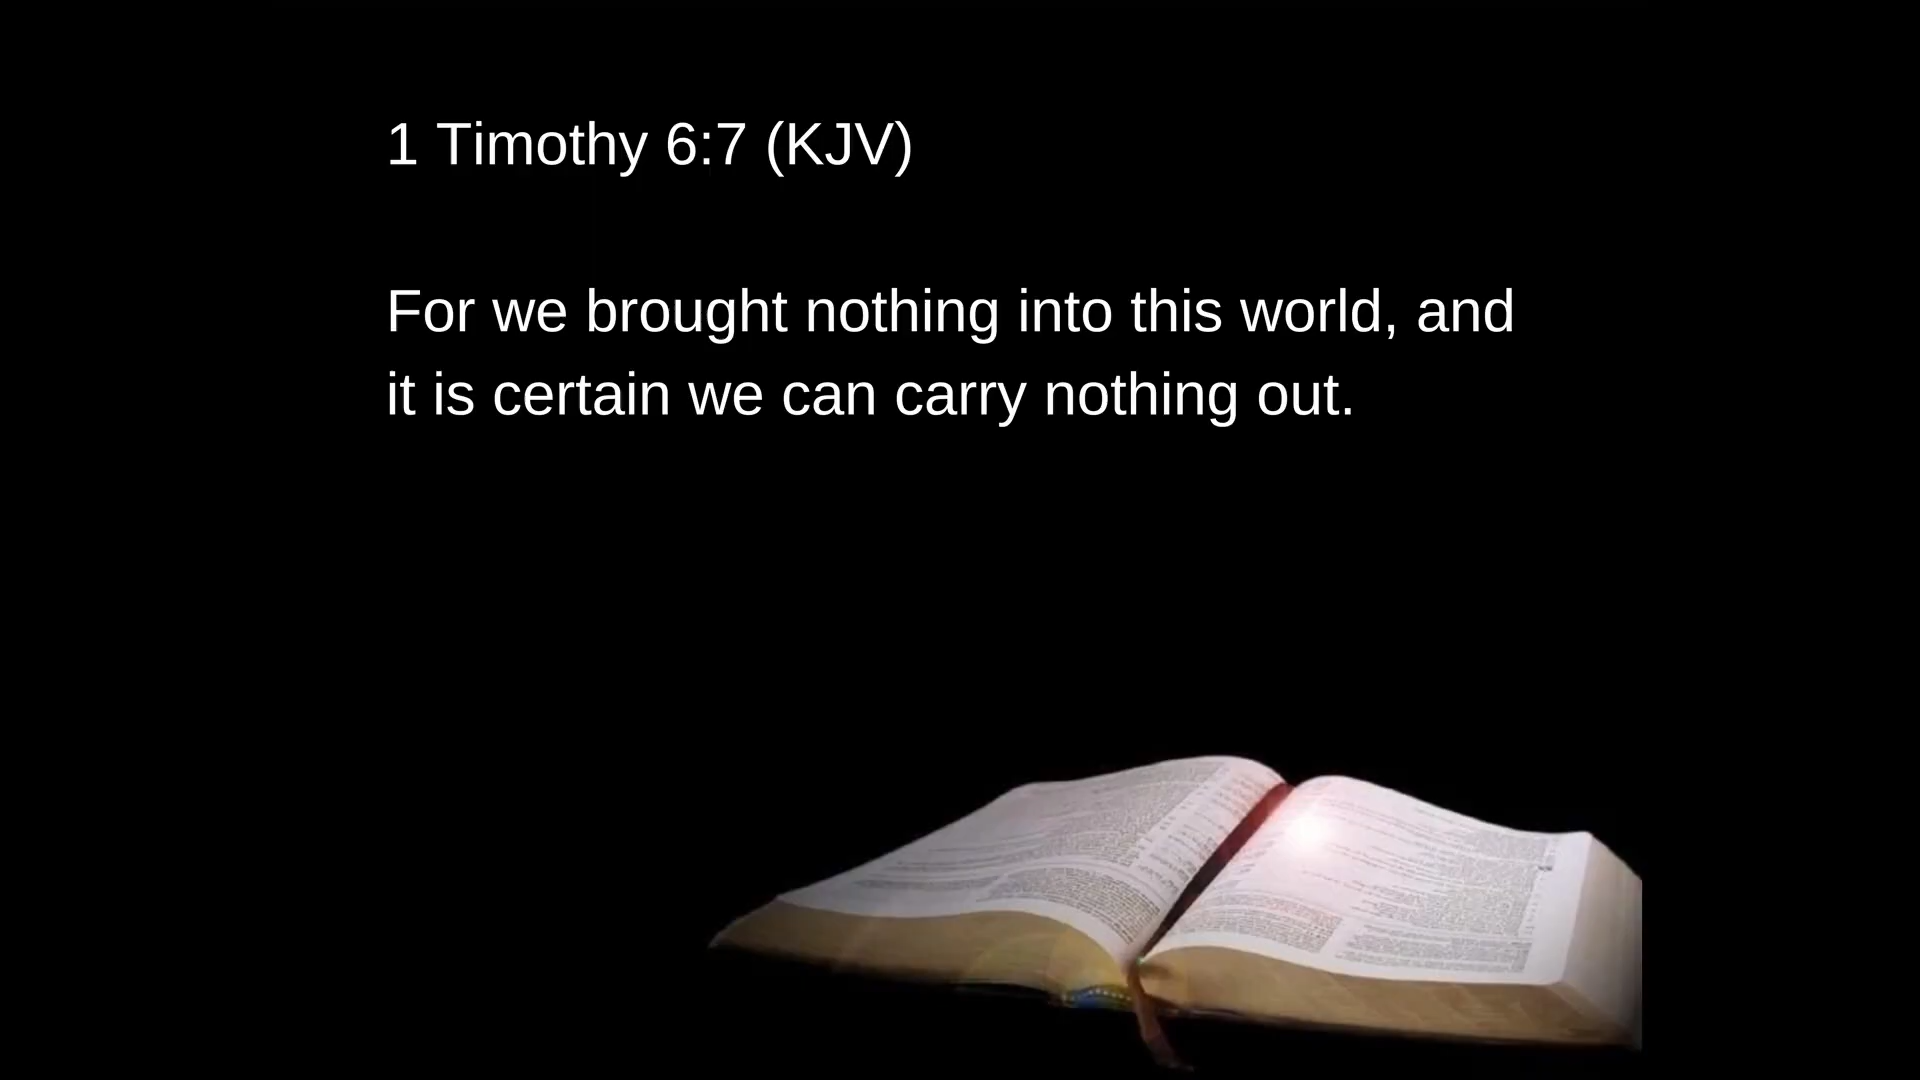 1 Timothy 6:7 (KJV)
For we brought nothing into this world, and
it is certain we can carry nothing out.